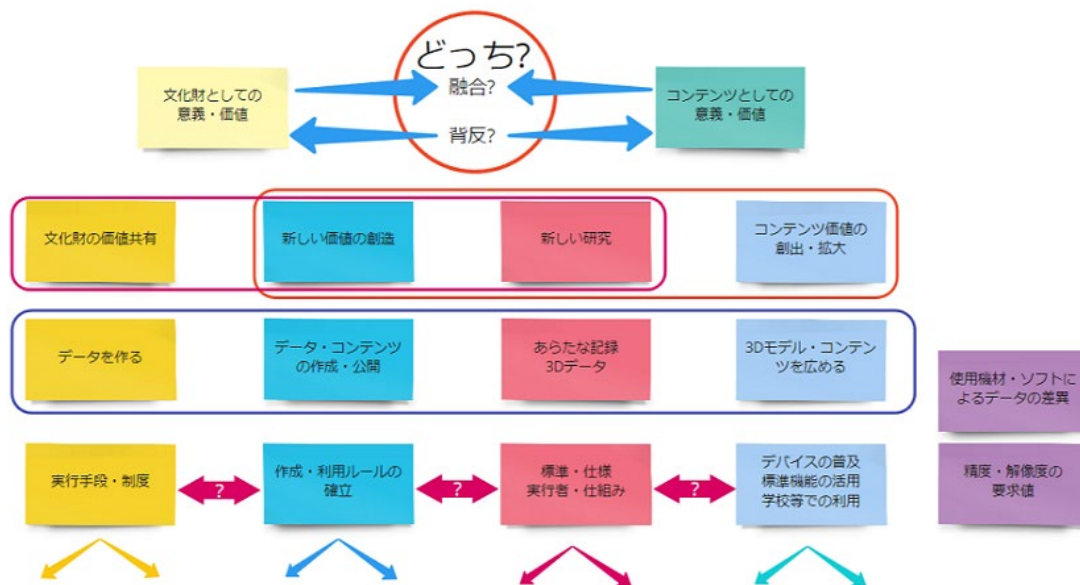 どっち?
融合?
背反?
文化財としての
意義・価値
コンテンツとしての
意義・価値
文化財の価値共有
新しい価値の創造
新しい研究
コンテンツ価値の
創出・拡大
データを作る
データ・コンテンツ
の作成・公開
あらたな記録
3Dデータ
3Dモデル・コンテン
ツを広める
使用機材・ソフトに
よるデータの差異
実行手段・制度
?
作成・利用ルールの
確立
?
標準・仕様
実行者・仕組み
?
デバイスの普及
標準機能の活用
学校等での利用
精度・解像度の
要求値